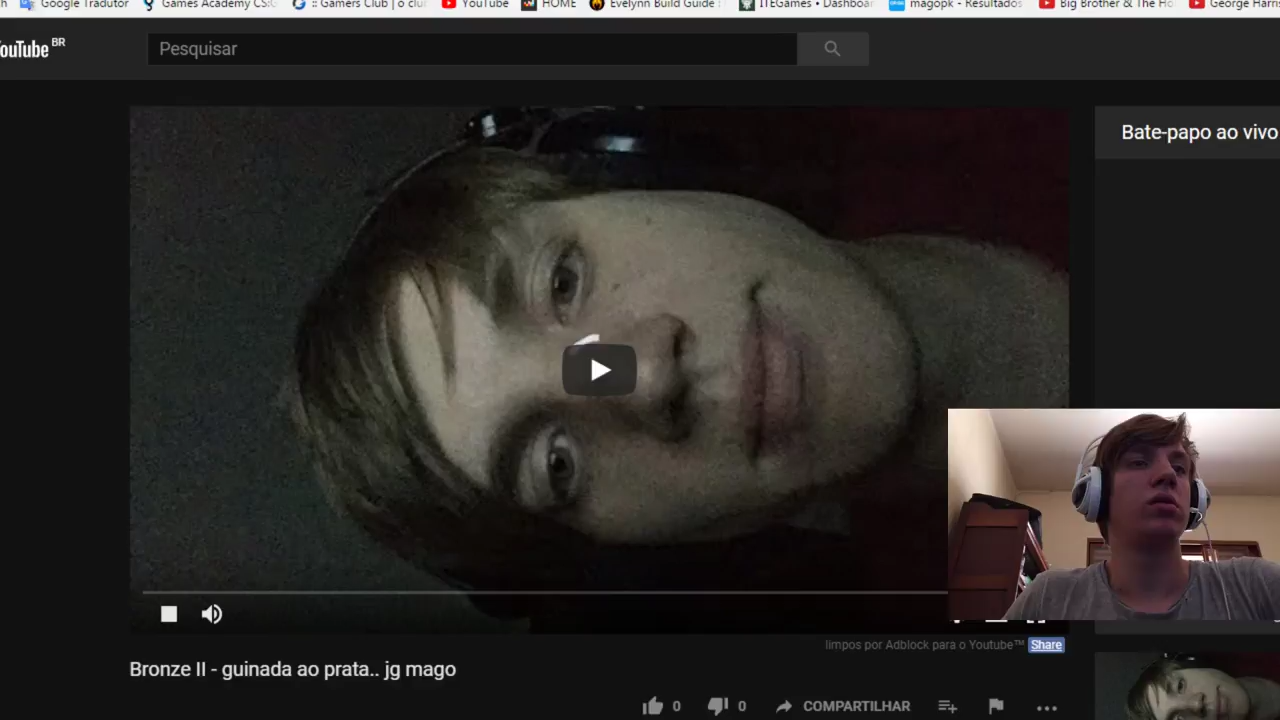 Google Tradutor Games Academy CS:G :: Gamers Club | o clu YouTube HOME Evelynn Build Guide : ITEGames • Dashboar magopk - Resultados Big Brother & The Ho George Harris
YouTube BR
Pesquisar
Bate-papo ao vivo
limpos por Adblock para o Youtube™ Share
Bronze II - guinada ao prata.. jg mago
0 0 COMPARTILHAR